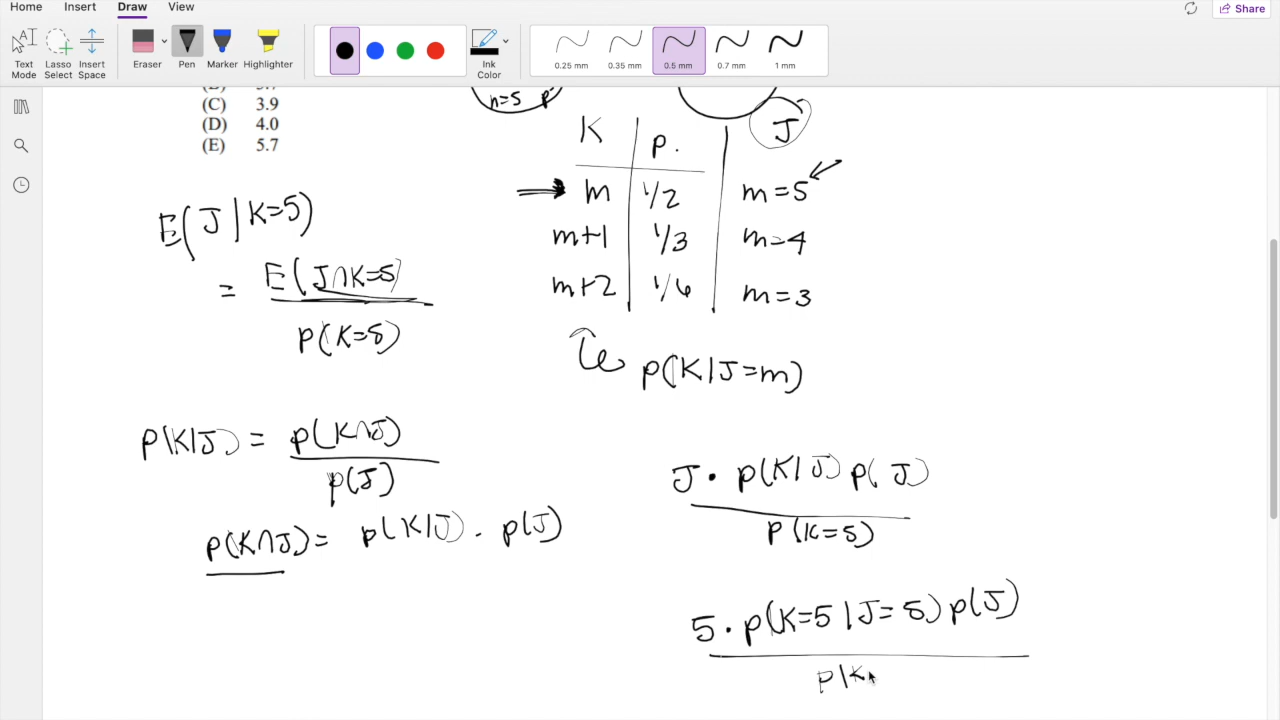 Home Insert Draw View Share
Text Mode Lasso Select Insert Space Eraser Pen Marker Highlighter Ink Color 0.25 mm 0.35 mm 0.5 mm 0.7 mm 1 mm
n=5 p
(C) 3.9
(D) 4.0
(E) 5.7
K p. J
m 1/2 m=5
m+1 1/3 m=4
m+2 1/6 m=3
E(J|K=5)
= E(J∩K=5)
P(K=5)
p(K|J=m)
P(K|J) = p(K∩J)
p(J)
p(K∩J) = p(K|J) · p(J)
J · p(K|J) p(J)
P(K=5)
5 · p(K=5|J=5) p(J)
p(K